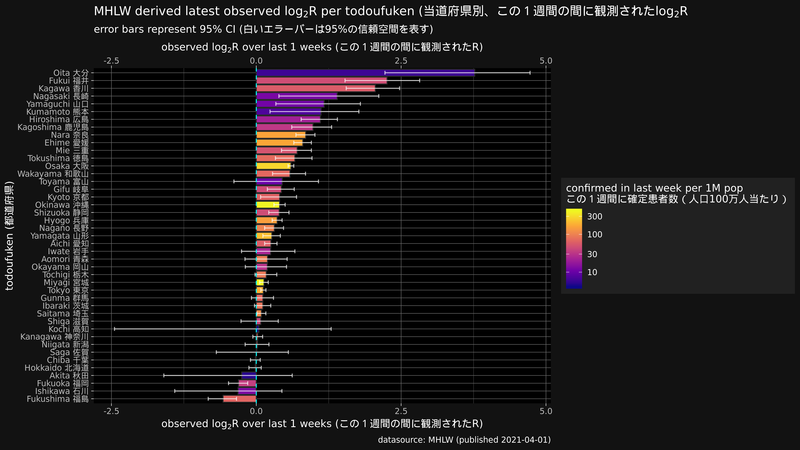 MHLW derived latest observed log₂R per todoufuken (当道府県別、この１週間の間に観測されたlog₂R
error bars represent 95% CI (白いエラーバーは95%の信頼空間を表す)
observed log₂R over last 1 weeks (この１週間の間に観測されたR)
-2.5 0.0 2.5 5.0
todoufuken (都道府県)
Oita 大分
Fukui 福井
Kagawa 香川
Nagasaki 長崎
Yamaguchi 山口
Kumamoto 熊本
Hiroshima 広島
Kagoshima 鹿児島
Nara 奈良
Ehime 愛媛
Mie 三重
Tokushima 徳島
Osaka 大阪
Wakayama 和歌山
Toyama 富山
Gifu 岐阜
Kyoto 京都
Okinawa 沖縄
Shizuoka 静岡
Hyogo 兵庫
Nagano 長野
Yamagata 山形
Aichi 愛知
Iwate 岩手
Aomori 青森
Okayama 岡山
Tochigi 栃木
Miyagi 宮城
Tokyo 東京
Gunma 群馬
Ibaraki 茨城
Saitama 埼玉
Shiga 滋賀
Kochi 高知
Kanagawa 神奈川
Niigata 新潟
Saga 佐賀
Chiba 千葉
Hokkaido 北海道
Akita 秋田
Fukuoka 福岡
Ishikawa 石川
Fukushima 福島
-2.5 0.0 2.5 5.0
observed log₂R over last 1 weeks (この１週間の間に観測されたR)
confirmed in last week per 1M pop
この１週間に確定患者数（人口100万人当たり）
300
100
30
10
datasource: MHLW (published 2021-04-01)